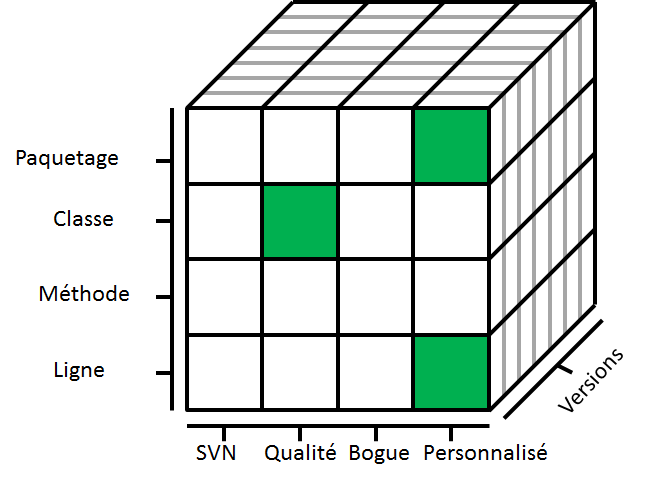 Paquetage
Classe
Méthode
Ligne
Versions
SVN Qualité Bogue Personnalisé